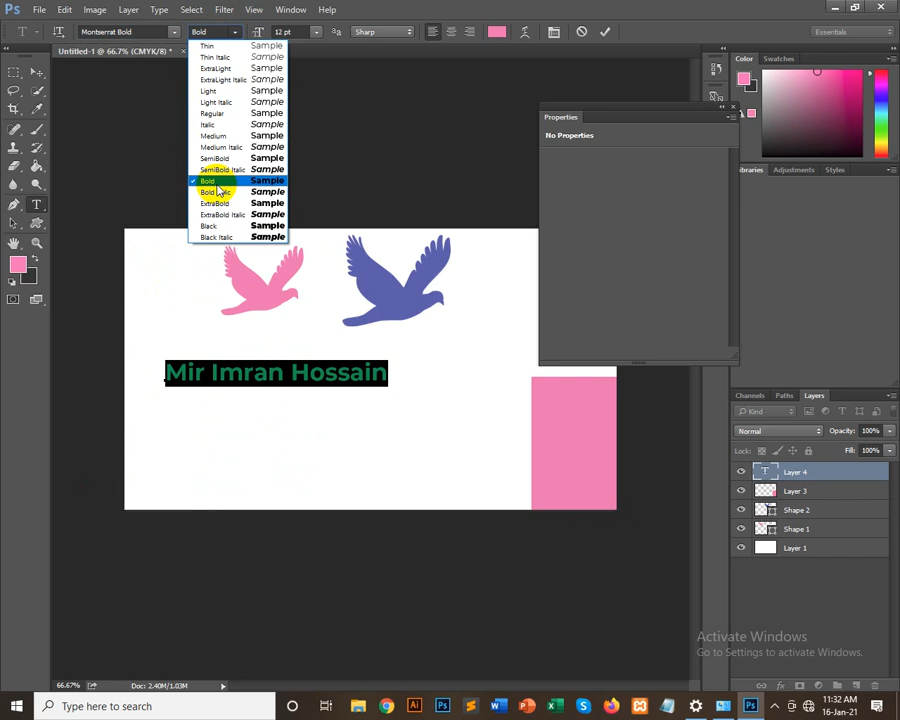 Ps File Edit Image Layer Type Select Filter View Window Help
T Montserrat Bold Bold 12 pt Sharp Essentials
Untitled-1 @ 66.7% (CMYK/8) * ×
Thin Sample
Thin Italic Sample
ExtraLight Sample
ExtraLight Italic Sample
Light Sample
Light Italic Sample
Regular Sample
Italic Sample
Medium Sample
Medium Italic Sample
SemiBold Sample
SemiBold Italic Sample
Bold Sample
Bold Italic Sample
ExtraBold Sample
ExtraBold Italic Sample
Black Sample
Black Italic Sample
Color Swatches
Properties
No Properties
Libraries Adjustments Styles
Mir Imran Hossain
Channels Paths Layers
Kind
Normal Opacity: 100%
Lock: Fill: 100%
T Layer 4
Layer 3
Shape 2
Shape 1
Layer 1
Activate Windows
Go to Settings to activate Windows.
66.67% Doc: 2.40M/1.03M
Type here to search
11:32 AM
16-Jan-21